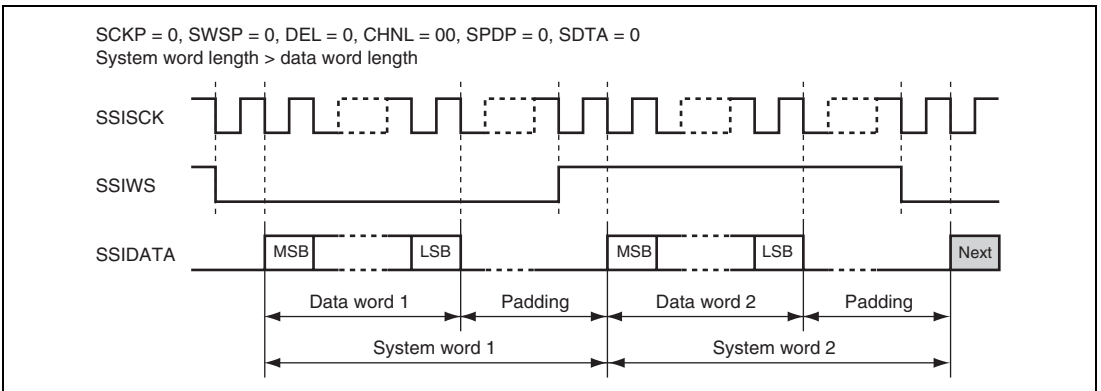 SCKP = 0, SWSP = 0, DEL = 0, CHNL = 00, SPDP = 0, SDTA = 0
System word length > data word length
SSISCK
SSIWS
SSIDATA
MSB
LSB
MSB
LSB
Next
Data word 1
Padding
Data word 2
Padding
System word 1
System word 2